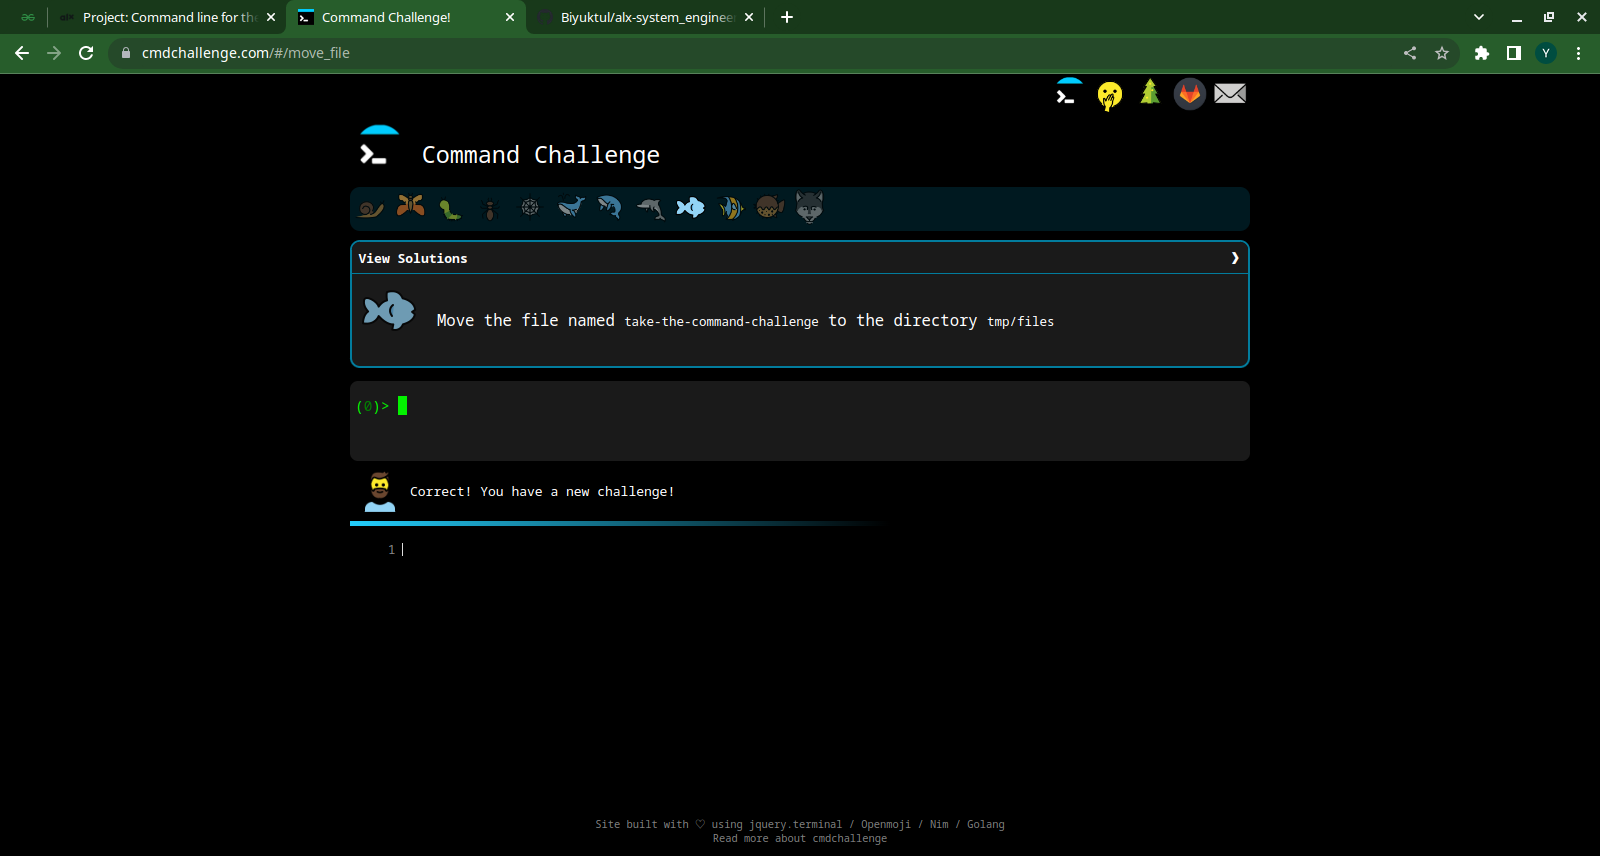 Project: Command line for the
Command Challenge!
Biyuktul/alx-system_engineer
cmdchallenge.com/#/move_file
Y
Command Challenge
View Solutions
Move the file named take-the-command-challenge to the directory tmp/files
(0)>
Correct! You have a new challenge!
1
Site built with ♡ using jquery.terminal / Openmoji / Nim / Golang
Read more about cmdchallenge